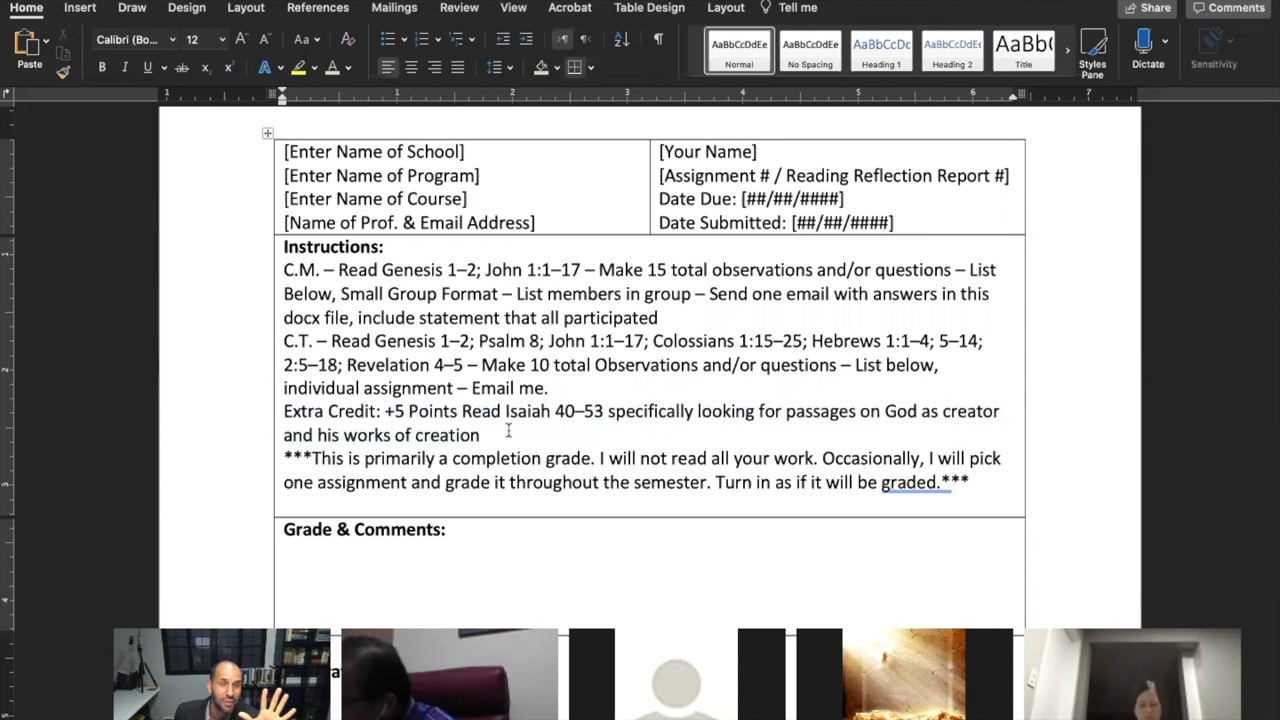 Home Insert Draw Design Layout References Mailings Review View Acrobat Table Design Layout Tell me Share Comments
Paste Calibri (Bo... 12 Aa AaBbCcDdEe Normal AaBbCcDdEe No Spacing AaBbCcDc Heading 1 AaBbCcDdEe Heading 2 AaBb( Title Styles Pane Dictate Sensitivity
1 1 2 3 4 5 6 7
[Enter Name of School]
[Enter Name of Program]
[Enter Name of Course]
[Name of Prof. & Email Address]
[Your Name]
[Assignment # / Reading Reflection Report #]
Date Due: [##/##/####]
Date Submitted: [##/##/####]
Instructions:
C.M. – Read Genesis 1–2; John 1:1–17 – Make 15 total observations and/or questions – List
Below, Small Group Format – List members in group – Send one email with answers in this
docx file, include statement that all participated
C.T. – Read Genesis 1–2; Psalm 8; John 1:1–17; Colossians 1:15–25; Hebrews 1:1–4; 5–14;
2:5–18; Revelation 4–5 – Make 10 total Observations and/or questions – List below,
individual assignment – Email me.
Extra Credit: +5 Points Read Isaiah 40–53 specifically looking for passages on God as creator
and his works of creation
***This is primarily a completion grade. I will not read all your work. Occasionally, I will pick
one assignment and grade it throughout the semester. Turn in as if it will be graded.***
Grade & Comments: